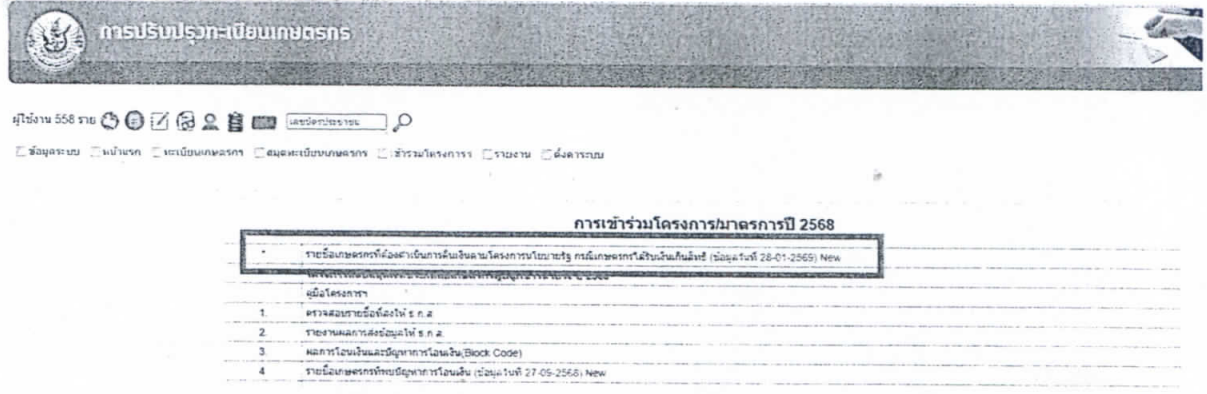 การปรับปรุงทะเบียนเกษตรกร
ผู้ใช้งาน 558 ราย เลขบัตรประชาชน
ข้อมูลระบบ หน้าแรก ทะเบียนเกษตรกร สมุดทะเบียนเกษตรกร เข้าร่วมโครงการฯ รายงาน ตั้งค่าระบบ
การเข้าร่วมโครงการ/มาตรการปี 2568
* รายชื่อเกษตรกรที่ต้องดำเนินการคืนเงินตามโครงการนโยบายรัฐ กรณีเกษตรกรได้รับเงินเกินสิทธิ์ (ข้อมูลวันที่ 28-01-2569) New
คู่มือโครงการฯ
1. ตรวจสอบรายชื่อที่ส่งให้ ธ.ก.ส.
2. รายงานผลการส่งข้อมูลให้ ธ.ก.ส.
3. ผลการโอนเงินและปัญหาการโอนเงิน(Block Code)
4 รายชื่อเกษตรกรที่พบปัญหาการโอนเงิน (ข้อมูลวันที่ 27-05-2568) New